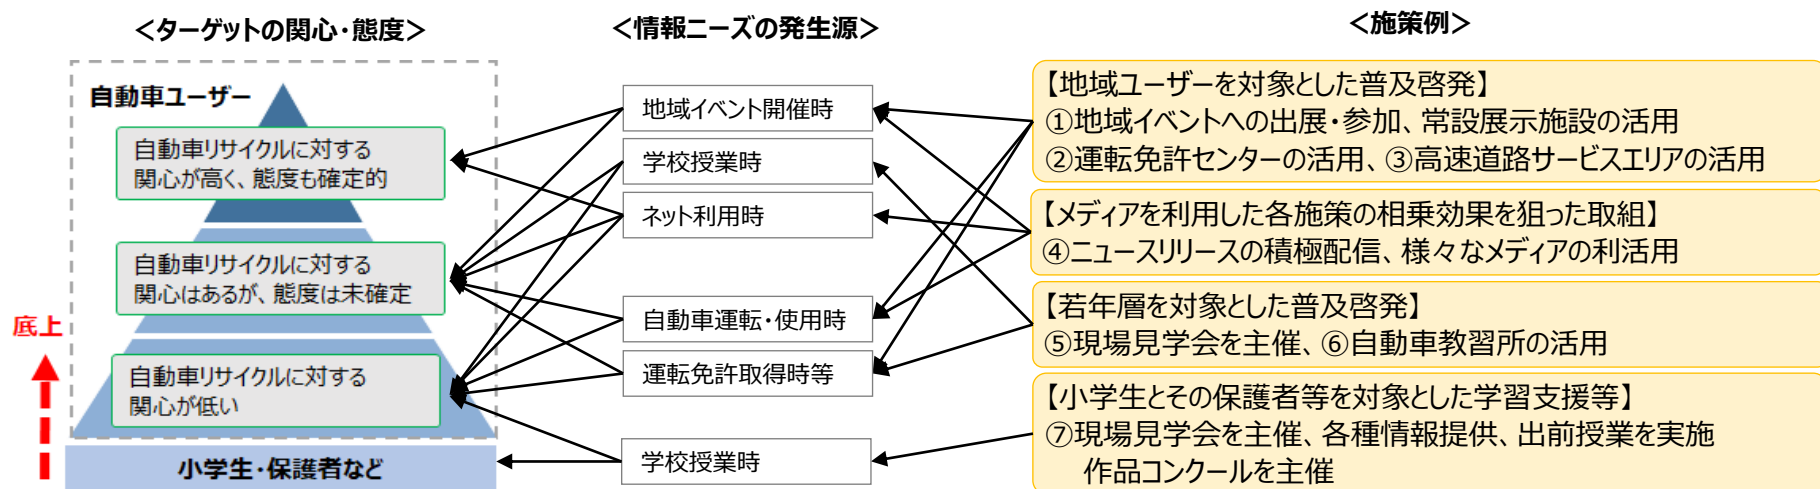 ＜ターゲットの関心・態度＞
自動車ユーザー
自動車リサイクルに対する
関心が高く、態度も確定的
自動車リサイクルに対する
関心はあるが、態度は未確定
自動車リサイクルに対する
関心が低い
底上
小学生・保護者など
＜情報ニーズの発生源＞
地域イベント開催時
学校授業時
ネット利用時
自動車運転・使用時
運転免許取得時等
学校授業時
＜施策例＞
【地域ユーザーを対象とした普及啓発】
①地域イベントへの出展・参加、常設展示施設の活用
②運転免許センターの活用、③高速道路サービスエリアの活用
【メディアを利用した各施策の相乗効果を狙った取組】
④ニュースリリースの積極配信、様々なメディアの利活用
【若年層を対象とした普及啓発】
⑤現場見学会を主催、⑥自動車教習所の活用
【小学生とその保護者等を対象とした学習支援等】
⑦現場見学会を主催、各種情報提供、出前授業を実施
作品コンクールを主催